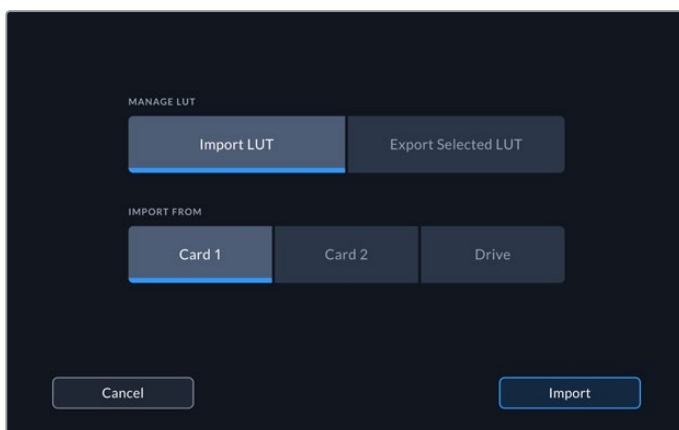 MANAGE LUT
Import LUT Export Selected LUT
IMPORT FROM
Card 1 Card 2 Drive
Cancel Import